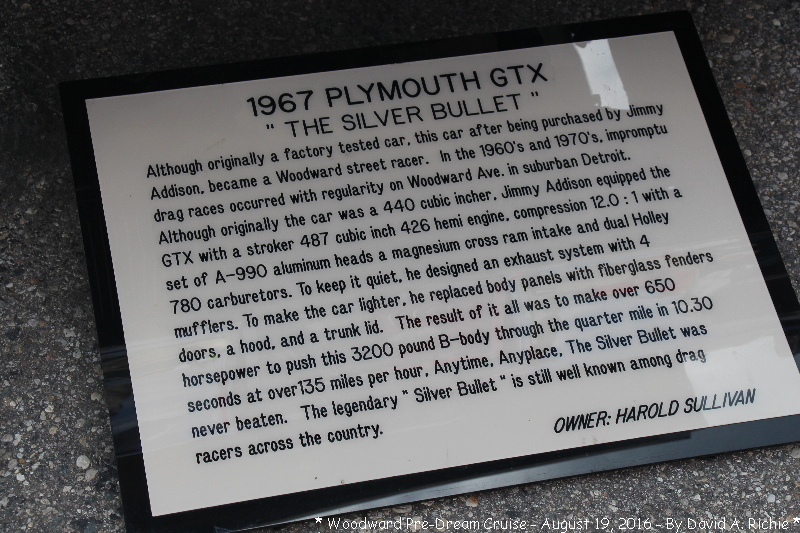 1967 PLYMOUTH GTX
" THE SILVER BULLET "
Although originally a factory tested car, this car after being purchased by Jimmy
Addison, became a Woodward street racer. In the 1960's and 1970's, impromptu
drag races occurred with regularity on Woodward Ave. in suburban Detroit.
Although originally the car was a 440 cubic incher, Jimmy Addison equipped the
GTX with a stroker 487 cubic inch 426 hemi engine, compression 12.0 : 1 with a
set of A-990 aluminum heads a magnesium cross ram intake and dual Holley
780 carburetors. To keep it quiet, he designed an exhaust system with 4
mufflers. To make the car lighter, he replaced body panels with fiberglass fenders
doors, a hood, and a trunk lid. The result of it all was to make over 650
horsepower to push this 3200 pound B-body through the quarter mile in 10.30
seconds at over135 miles per hour, Anytime, Anyplace, The Silver Bullet was
never beaten. The legendary " Silver Bullet " is still well known among drag
racers across the country.
OWNER: HAROLD SULLIVAN
* Woodward Pre-Dream Cruise - August 19, 2016 - By David A. Richie *